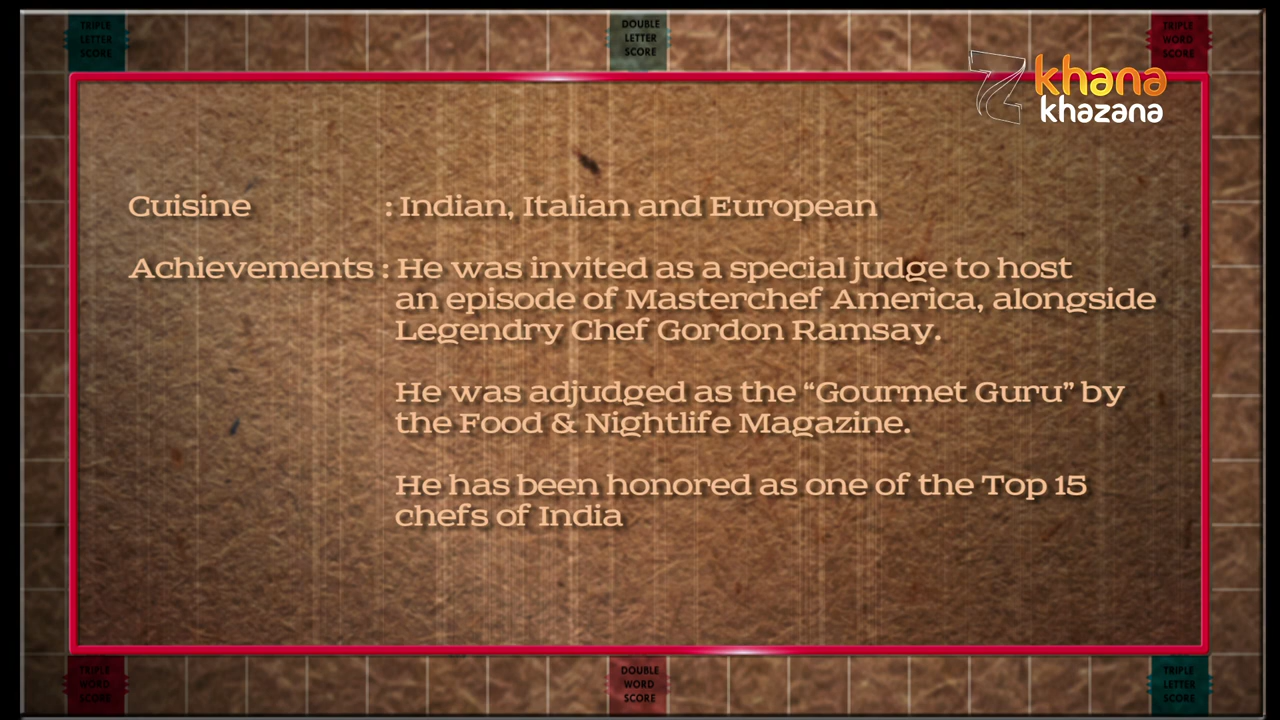 TRIPLE
LETTER
SCORE
DOUBLE
LETTER
SCORE
TRIPLE
WORD
SCORE
Z khana
khazana
Cuisine : Indian, Italian and European
Achievements : He was invited as a special judge to host
an episode of Masterchef America, alongside
Legendry Chef Gordon Ramsay.
He was adjudged as the “Gourmet Guru” by
the Food & Nightlife Magazine.
He has been honored as one of the Top 15
chefs of India
TRIPLE
WORD
SCORE
DOUBLE
WORD
SCORE
TRIPLE
LETTER
SCORE